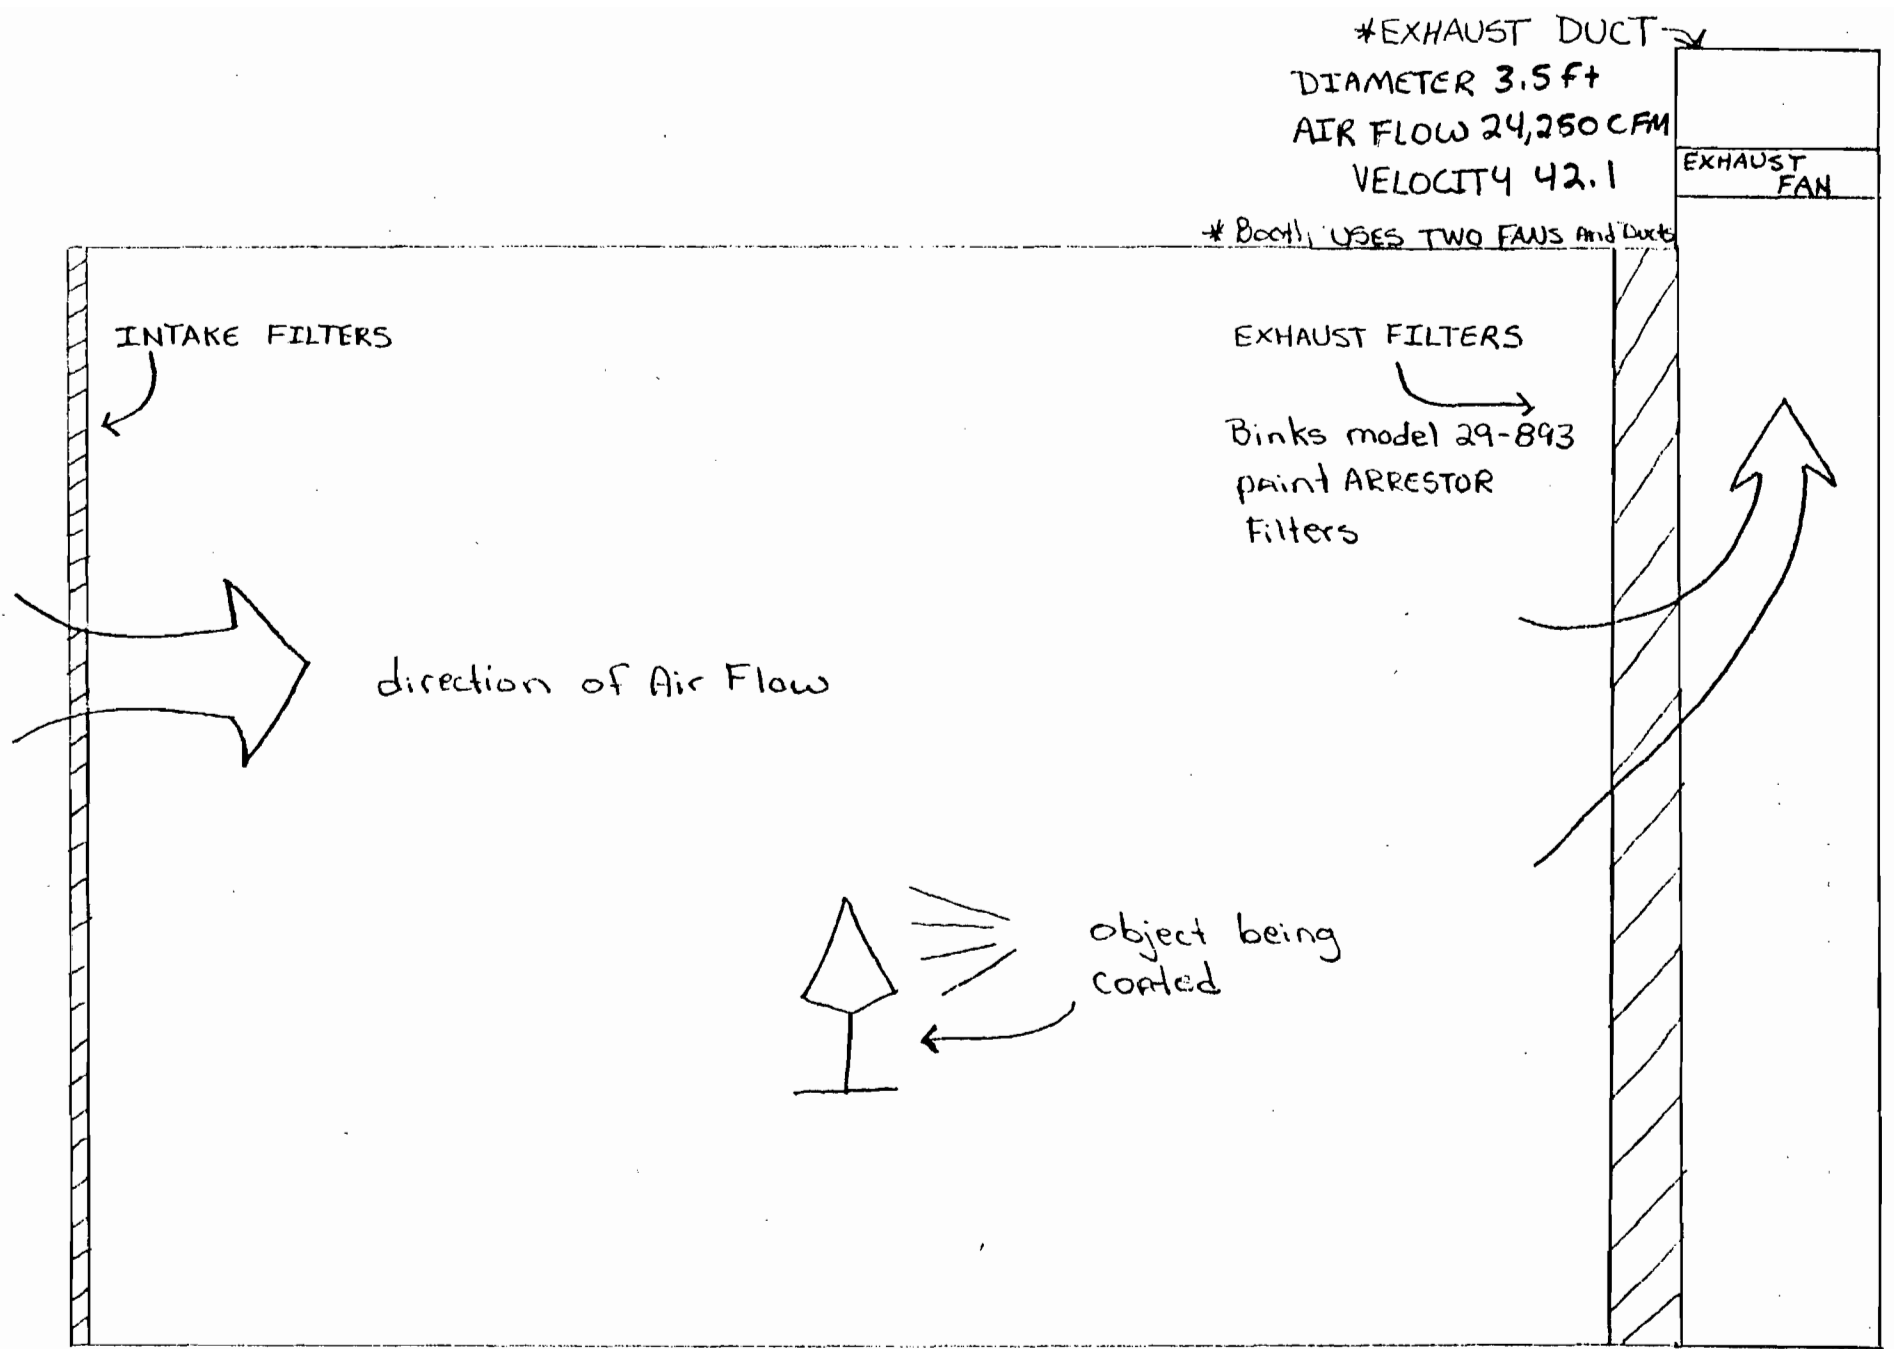 *EXHAUST DUCT
DIAMETER 3.5 ft
AIR FLOW 24,250 CFM
VELOCITY 42.1
EXHAUST
FAN
* Booth USES TWO FANS And Ducts
INTAKE FILTERS
EXHAUST FILTERS
Binks model 29-893
paint ARRESTOR
Filters
direction of Air Flow
object being
coated